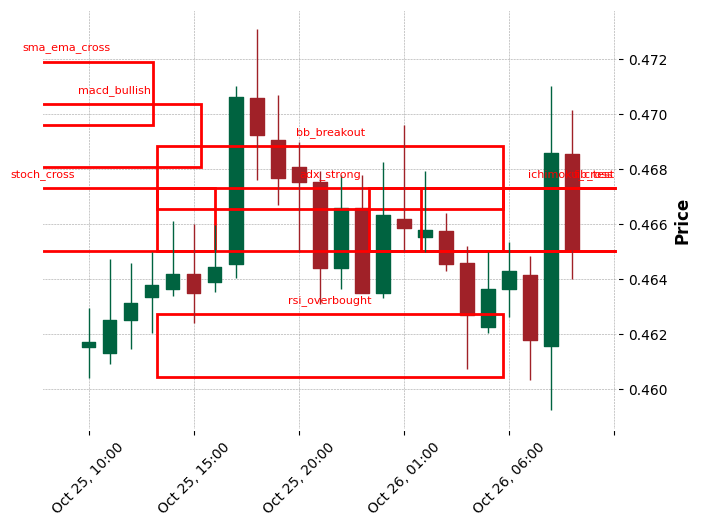 sma_ema_cross
macd_bullish
bb_breakout
stoch_cross
adx_strong
rsi_overbought
0.472
0.470
0.468
0.466
0.464
0.462
0.460
Price
Oct 25, 10:00
Oct 25, 15:00
Oct 25, 20:00
Oct 26, 01:00
Oct 26, 06:00